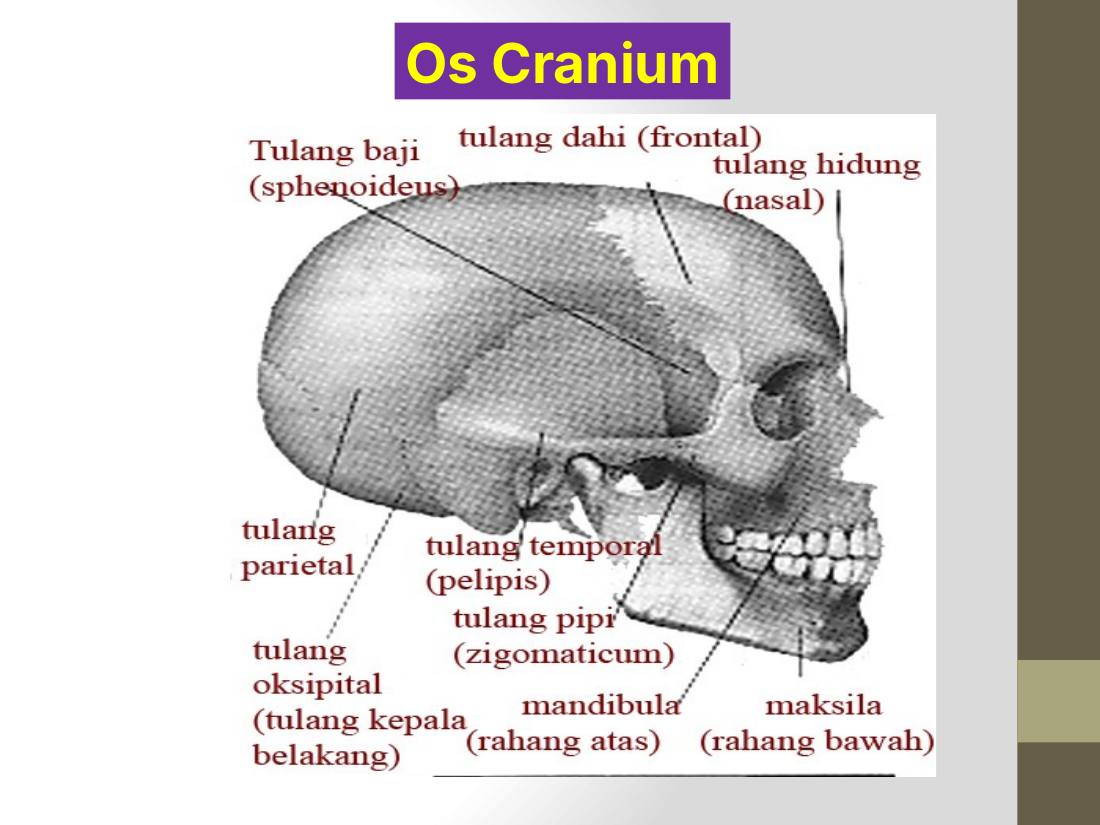 Os Cranium
Tulang baji
(sphenoideus)
tulang dahi (frontal)
tulang hidung
(nasal)
tulang
parietal
tulang temporal
(pelipis)
tulang pipi
(zigomaticum)
tulang
oksipital
(tulang kepala
belakang)
mandibula
(rahang atas)
maksila
(rahang bawah)